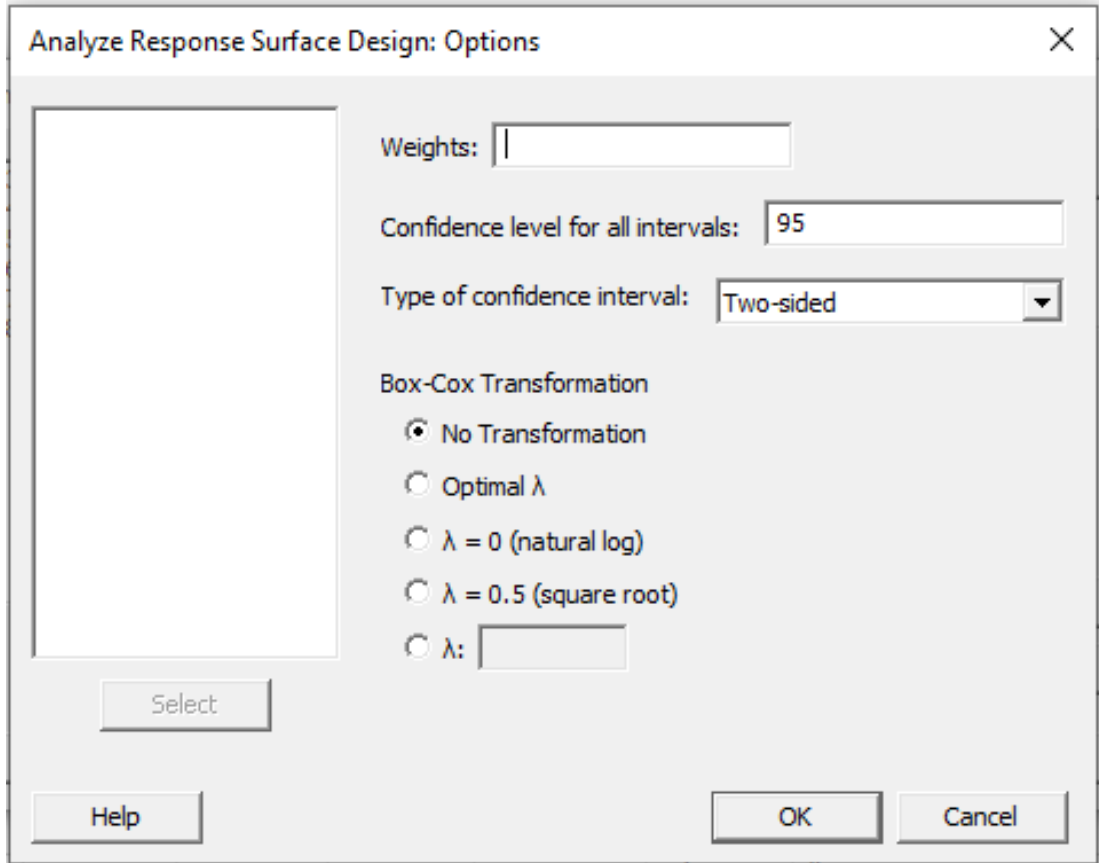 Analyze Response Surface Design: Options
Weights:
Confidence level for all intervals: 95
Type of confidence interval: Two-sided
Box-Cox Transformation
No Transformation
Optimal λ
λ = 0 (natural log)
λ = 0.5 (square root)
λ:
Select
Help OK Cancel